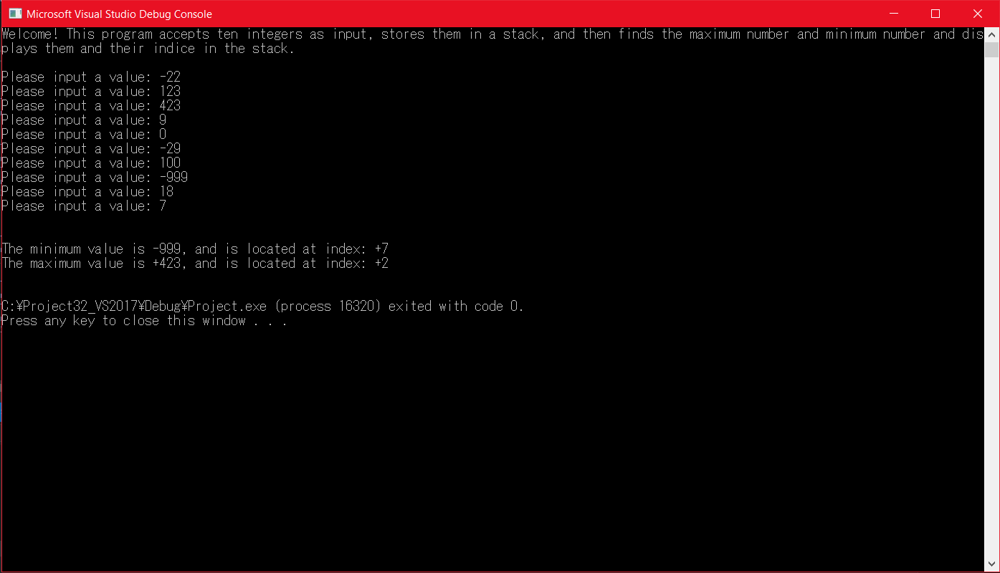 Microsoft Visual Studio Debug Console
Welcome! This program accepts ten integers as input, stores them in a stack, and then finds the maximum number and minimum number and dis
plays them and their indice in the stack.
Please input a value: -22
Please input a value: 123
Please input a value: 423
Please input a value: 9
Please input a value: 0
Please input a value: -29
Please input a value: 100
Please input a value: -999
Please input a value: 18
Please input a value: 7
The minimum value is -999, and is located at index: +7
The maximum value is +423, and is located at index: +2
C:¥Project32_VS2017¥Debug¥Project.exe (process 16320) exited with code 0.
Press any key to close this window . . .